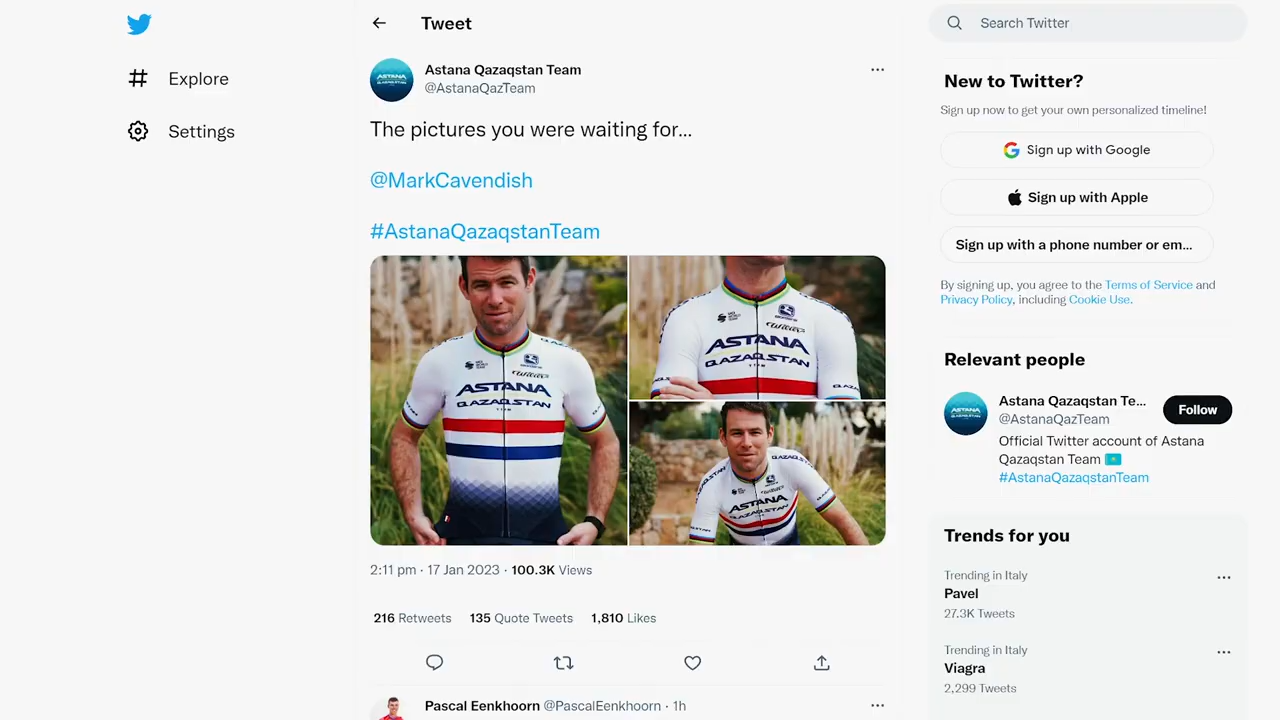 Tweet
Search Twitter
Explore
Settings
Astana Qazaqstan Team
@AstanaQazTeam
The pictures you were waiting for...
@MarkCavendish
#AstanaQazaqstanTeam
ASTANA
QAZAQSTAN
TEAM
ASTANA
QAZAQSTAN
TEAM
QAZAQSTAN
ASTANA
QAZAQSTAN
2:11 pm · 17 Jan 2023 · 100.3K Views
216 Retweets 135 Quote Tweets 1,810 Likes
Pascal Eenkhoorn @PascalEenkhoorn · 1h
New to Twitter?
Sign up now to get your own personalized timeline!
Sign up with Google
Sign up with Apple
Sign up with a phone number or em...
By signing up, you agree to the Terms of Service and
Privacy Policy, including Cookie Use.
Relevant people
Astana Qazaqstan Te...
@AstanaQazTeam
Follow
Official Twitter account of Astana
Qazaqstan Team
#AstanaQazaqstanTeam
Trends for you
Trending in Italy
Pavel
27.3K Tweets
Trending in Italy
Viagra
2,299 Tweets